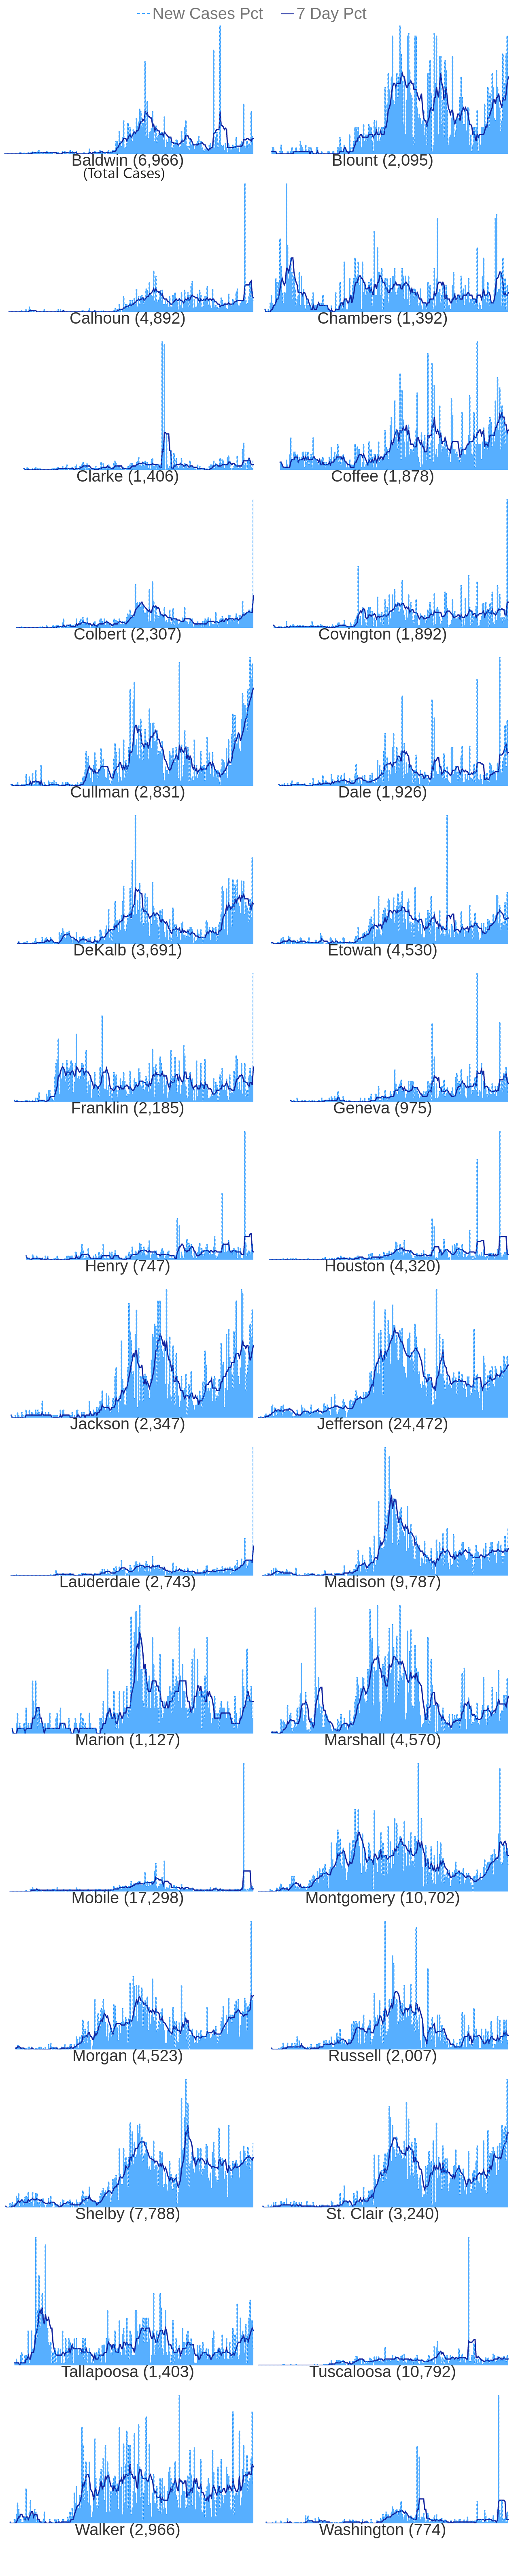 New Cases Pct 7 Day Pct
Baldwin (6,966) Blount (2,095)
(Total Cases)
Calhoun (4,892) Chambers (1,392)
Clarke (1,406) Coffee (1,878)
Colbert (2,307) Covington (1,892)
Cullman (2,831) Dale (1,926)
DeKalb (3,691) Etowah (4,530)
Franklin (2,185) Geneva (975)
Henry (747) Houston (4,320)
Jackson (2,347) Jefferson (24,472)
Lauderdale (2,743) Madison (9,787)
Marion (1,127) Marshall (4,570)
Mobile (17,298) Montgomery (10,702)
Morgan (4,523) Russell (2,007)
Shelby (7,788) St. Clair (3,240)
Tallapoosa (1,403) Tuscaloosa (10,792)
Walker (2,966) Washington (774)